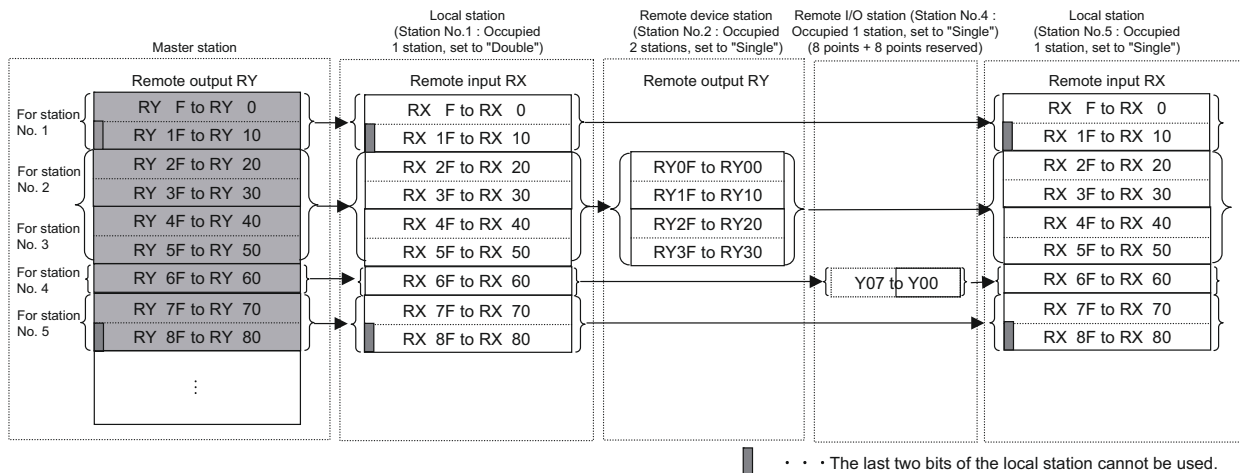 Local station
(Station No.1 : Occupied
1 station, set to "Double")
Remote device station
(Station No.2 : Occupied
2 stations, set to "Single")
Remote I/O station (Station No.4 :
Occupied 1 station, set to "Single")
(8 points + 8 points reserved)
Local station
(Station No.5 : Occupied
1 station, set to "Single")
Master station
Remote output RY
Remote input RX
Remote output RY
Remote input RX
For station
No. 1
RY F to RY 0
RX F to RX 0
RX F to RX 0
RY 1F to RY 10
RX 1F to RX 10
RX 1F to RX 10
For station
No. 2
RY 2F to RY 20
RX 2F to RX 20
RY0F to RY00
RX 2F to RX 20
RY 3F to RY 30
RX 3F to RX 30
RY1F to RY10
RX 3F to RX 30
For station
No. 3
RY 4F to RY 40
RX 4F to RX 40
RY2F to RY20
RX 4F to RX 40
RY 5F to RY 50
RX 5F to RX 50
RY3F to RY30
RX 5F to RX 50
For station
No. 4
RY 6F to RY 60
RX 6F to RX 60
Y07 to Y00
RX 6F to RX 60
For station
No. 5
RY 7F to RY 70
RX 7F to RX 70
RX 7F to RX 70
RY 8F to RY 80
RX 8F to RX 80
RX 8F to RX 80
⋮
・・・The last two bits of the local station cannot be used.